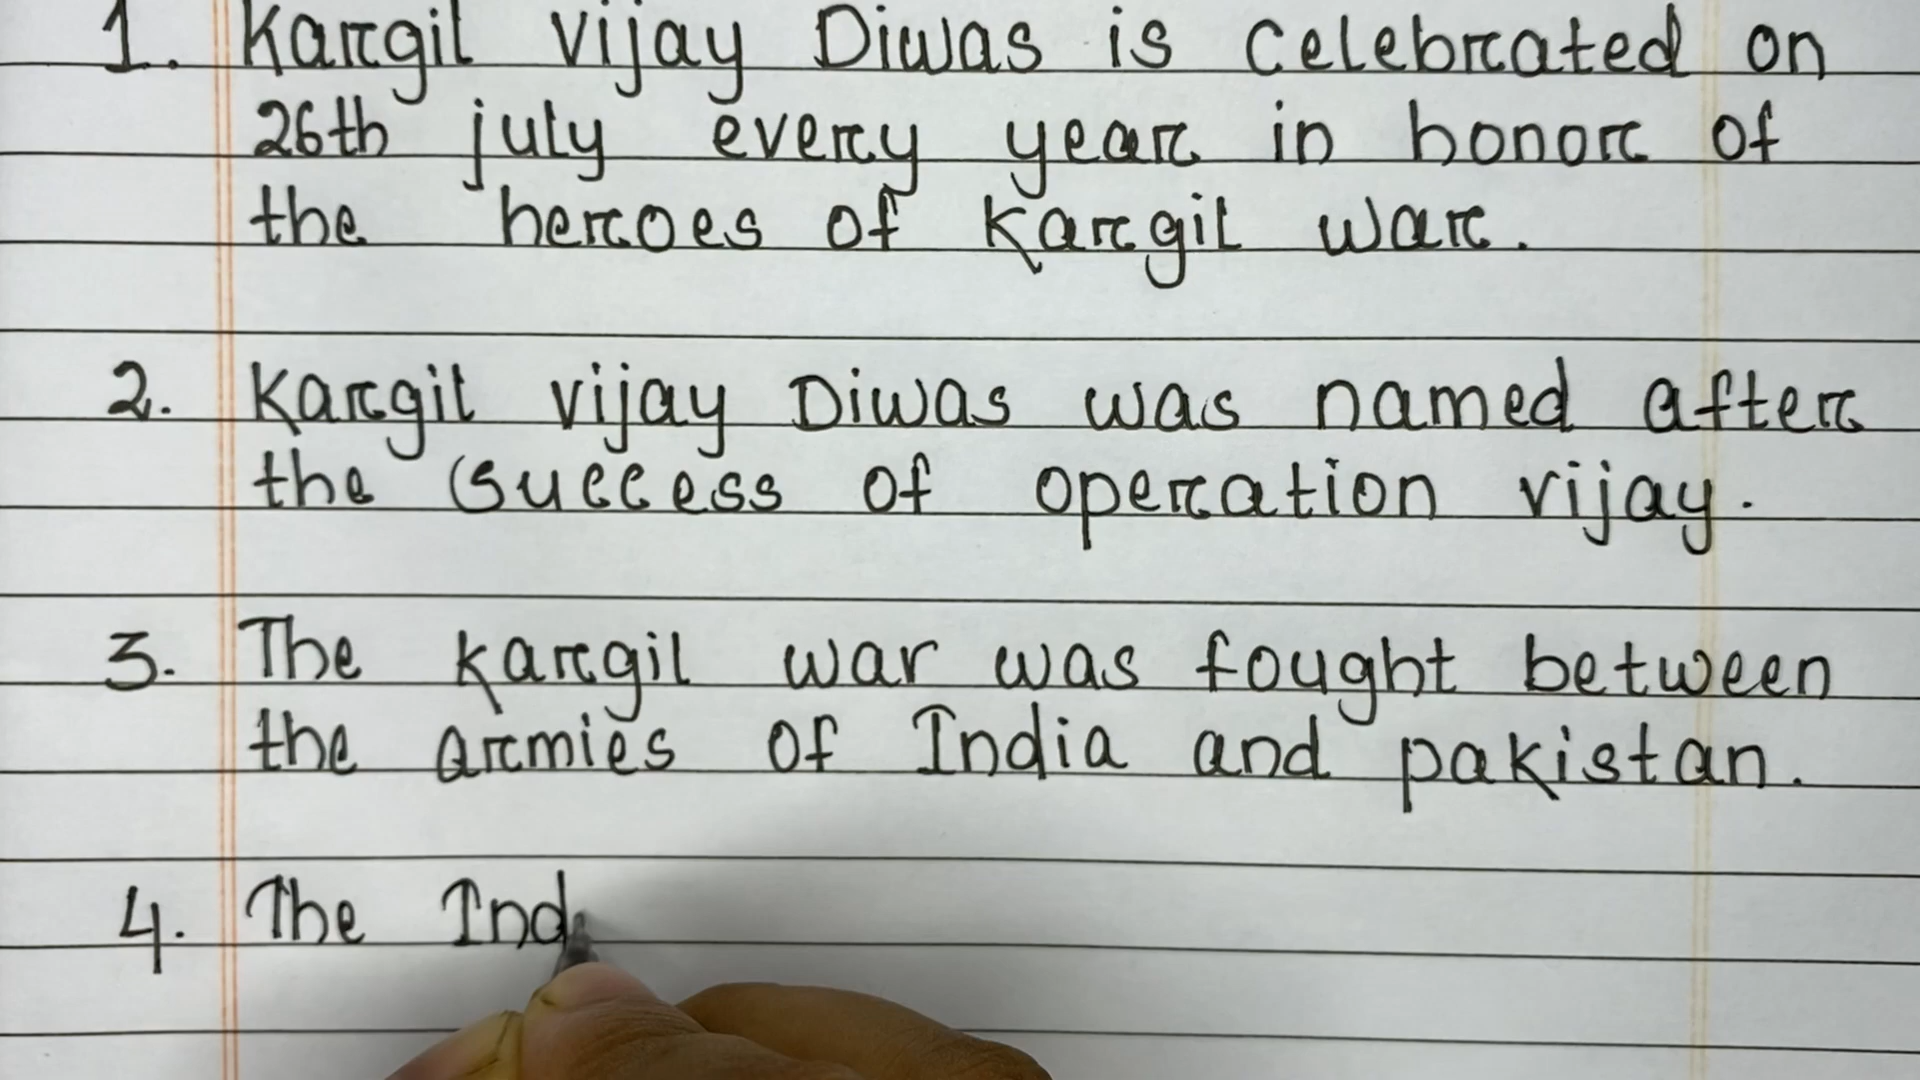 1. Kargil vijay Diwas is celebrated on
26th july every year in honor of
the heroes of Kargil war.
2. Kargil vijay Diwas was named after
the success of operation vijay.
3. The kargil war was fought between
the armies of India and pakistan.
4. The Ind